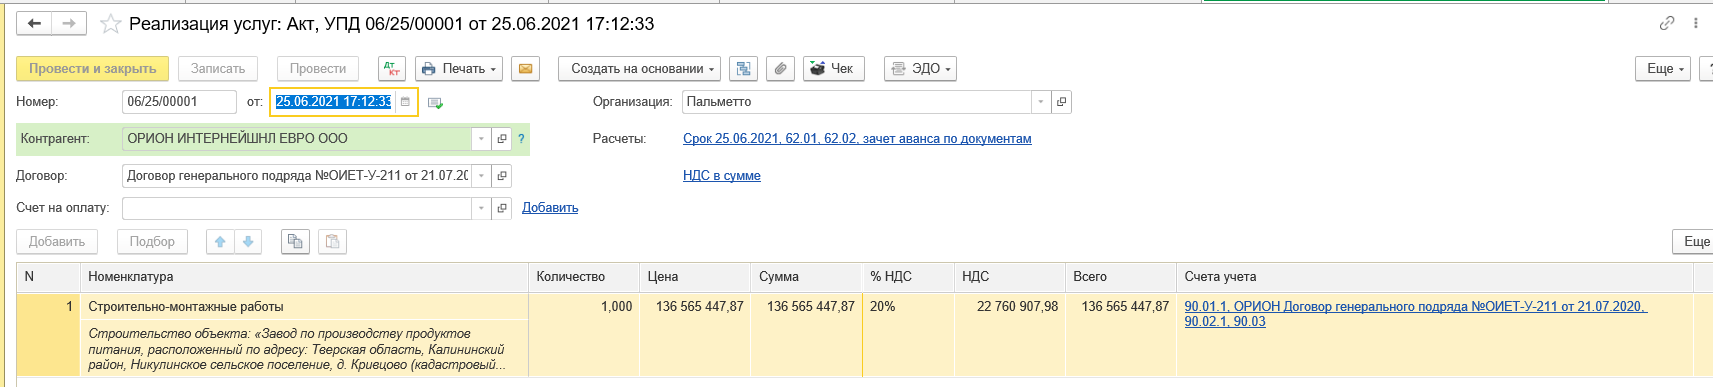 Реализация услуг: Акт, УПД 06/25/00001 от 25.06.2021 17:12:33
Провести и закрыть Записать Провести Дт Кт Печать Создать на основании Чек ЭДО Еще ?
Номер: 06/25/00001 от: 25.06.2021 17:12:33 Организация: Пальметто
Контрагент: ОРИОН ИНТЕРНЕЙШНЛ ЕВРО ООО ? Расчеты: Срок 25.06.2021, 62.01, 62.02, зачет аванса по документам
Договор: Договор генерального подряда №ОИЕТ-У-211 от 21.07.20 НДС в сумме
Счет на оплату: Добавить
Добавить Подбор Еще
N Номенклатура Количество Цена Сумма % НДС НДС Всего Счета учета
1 Строительно-монтажные работы 1,000 136 565 447,87 136 565 447,87 20% 22 760 907,98 136 565 447,87 90.01.1, ОРИОН Договор генерального подряда №ОИЕТ-У-211 от 21.07.2020,
90.02.1, 90.03
Строительство объекта: «Завод по производству продуктов
питания, расположенный по адресу: Тверская область, Калининский
район, Никулинское сельское поселение, д. Кривцово (кадастровый...